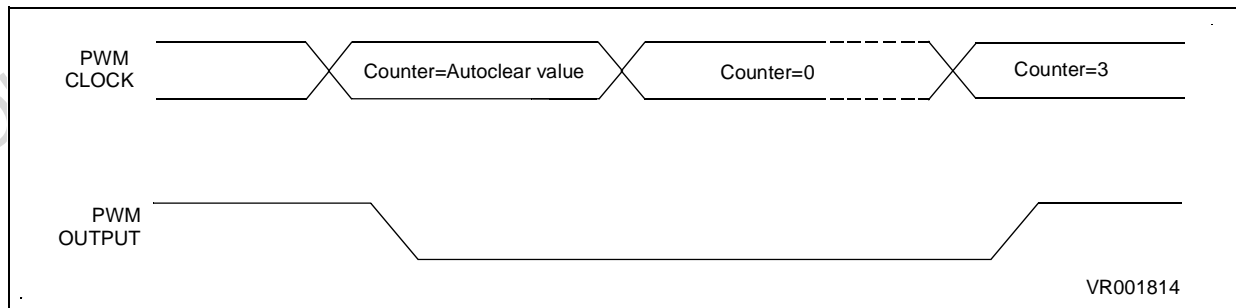 PWM
CLOCK
Counter=Autoclear value
Counter=0
Counter=3
PWM
OUTPUT
VR001814